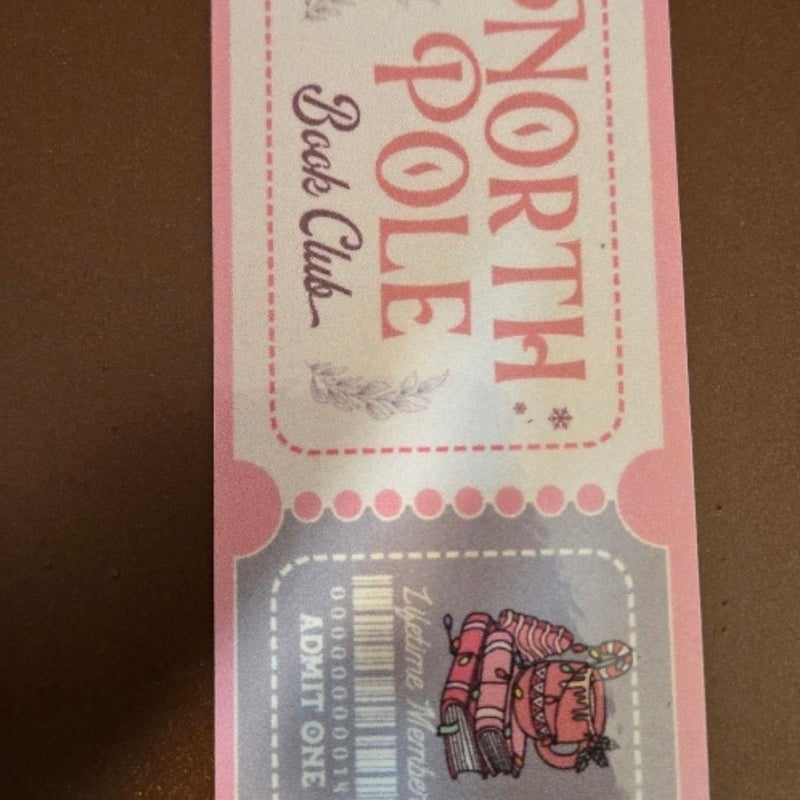 NORTH
POLE
Book Club
Lifetime Member
ADMIT ONE